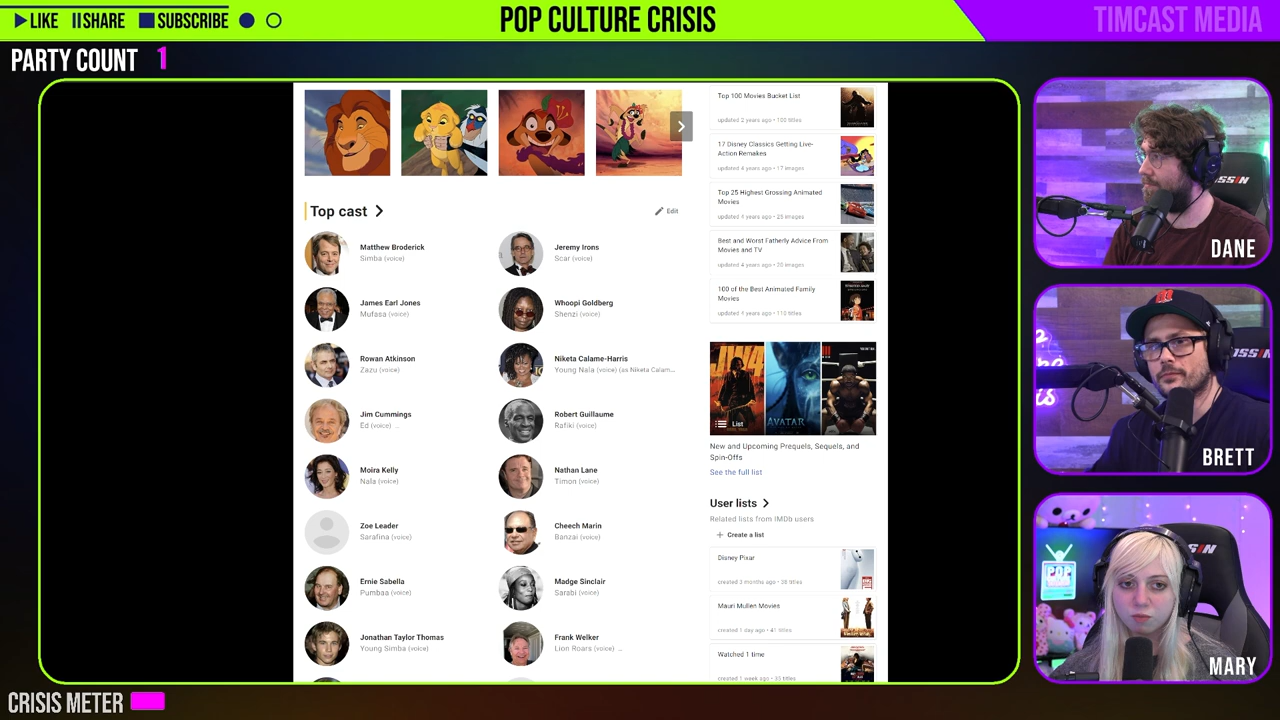 LIKE
SHARE
SUBSCRIBE
POP CULTURE CRISIS
TIMCAST MEDIA
PARTY COUNT 1
Top cast
Edit
Matthew Broderick
Simba (voice)
Jeremy Irons
Scar (voice)
James Earl Jones
Mufasa (voice)
Whoopi Goldberg
Shenzi (voice)
Rowan Atkinson
Zazu (voice)
Niketa Calame-Harris
Young Nala (voice) (as Niketa Calam...
Jim Cummings
Ed (voice) ...
Robert Guillaume
Rafiki (voice)
Moira Kelly
Nala (voice)
Nathan Lane
Timon (voice)
Zoe Leader
Sarafina (voice)
Cheech Marin
Banzai (voice)
Ernie Sabella
Pumbaa (voice)
Madge Sinclair
Sarabi (voice)
Jonathan Taylor Thomas
Young Simba (voice)
Frank Welker
Lion Roars (voice) ...
Top 100 Movies Bucket List
updated 2 years ago • 100 titles
17 Disney Classics Getting Live-
Action Remakes
updated 4 years ago • 17 images
Top 25 Highest Grossing Animated
Movies
updated 4 years ago • 25 images
Best and Worst Fatherly Advice From
Movies and TV
updated 4 years ago • 20 images
100 of the Best Animated Family
Movies
updated 4 years ago • 110 titles
JW4
AVATAR
List
New and Upcoming Prequels, Sequels, and
Spin-Offs
See the full list
User lists
Related lists from IMDb users
Create a list
Disney Pixar
created 3 months ago • 38 titles
Mauri Mullen Movies
created 1 day ago • 41 titles
Watched 1 time
created 1 week ago • 33 titles
DANE
BRETT
MARY
CRISIS METER